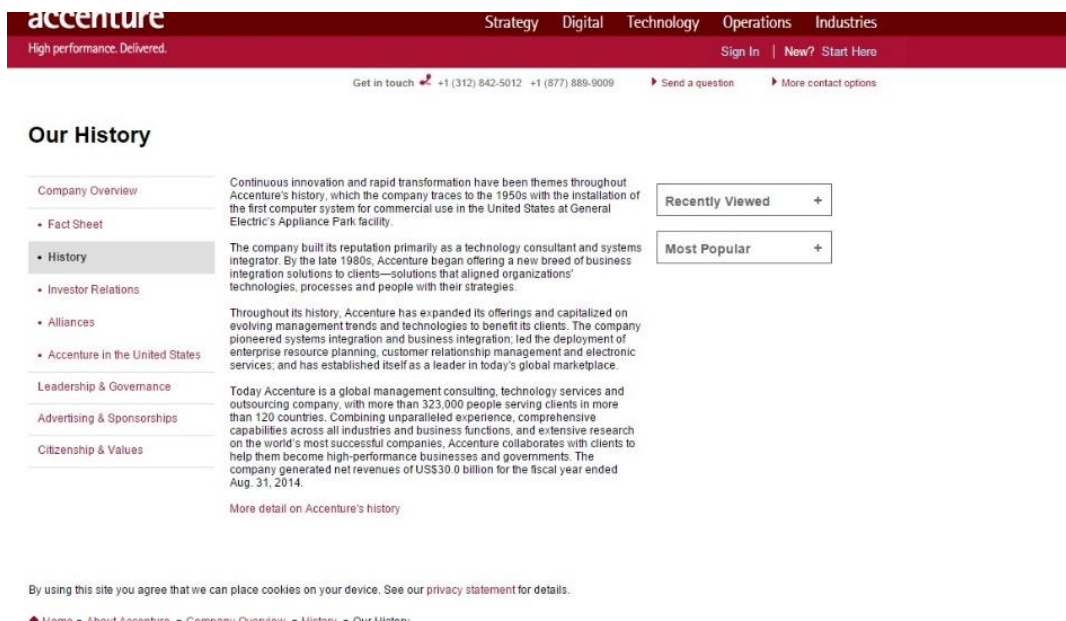 accenture
Strategy Digital Technology Operations Industries
High performance. Delivered.
Sign In | New? Start Here
Get in touch +1 (312) 842-5012 +1 (877) 889-9009 Send a question More contact options
Our History
Company Overview
• Fact Sheet
• History
• Investor Relations
• Alliances
• Accenture in the United States
Leadership & Governance
Advertising & Sponsorships
Citizenship & Values
Continuous innovation and rapid transformation have been themes throughout
Accenture's history, which the company traces to the 1950s with the installation of
the first computer system for commercial use in the United States at General
Electric's Appliance Park facility.
The company built its reputation primarily as a technology consultant and systems
integrator. By the late 1980s, Accenture began offering a new breed of business
integration solutions to clients—solutions that aligned organizations'
technologies, processes and people with their strategies.
Throughout its history, Accenture has expanded its offerings and capitalized on
evolving management trends and technologies to benefit its clients. The company
pioneered systems integration and business integration; led the deployment of
enterprise resource planning, customer relationship management and electronic
services; and has established itself as a leader in today's global marketplace.
Today Accenture is a global management consulting, technology services and
outsourcing company, with more than 323,000 people serving clients in more
than 120 countries. Combining unparalleled experience, comprehensive
capabilities across all industries and business functions, and extensive research
on the world's most successful companies, Accenture collaborates with clients to
help them become high-performance businesses and governments. The
company generated net revenues of US$30.0 billion for the fiscal year ended
Aug. 31, 2014.
More detail on Accenture's history
Recently Viewed +
Most Popular +
By using this site you agree that we can place cookies on your device. See our privacy statement for details.
Home • About Accenture • Company Overview • History • Our History